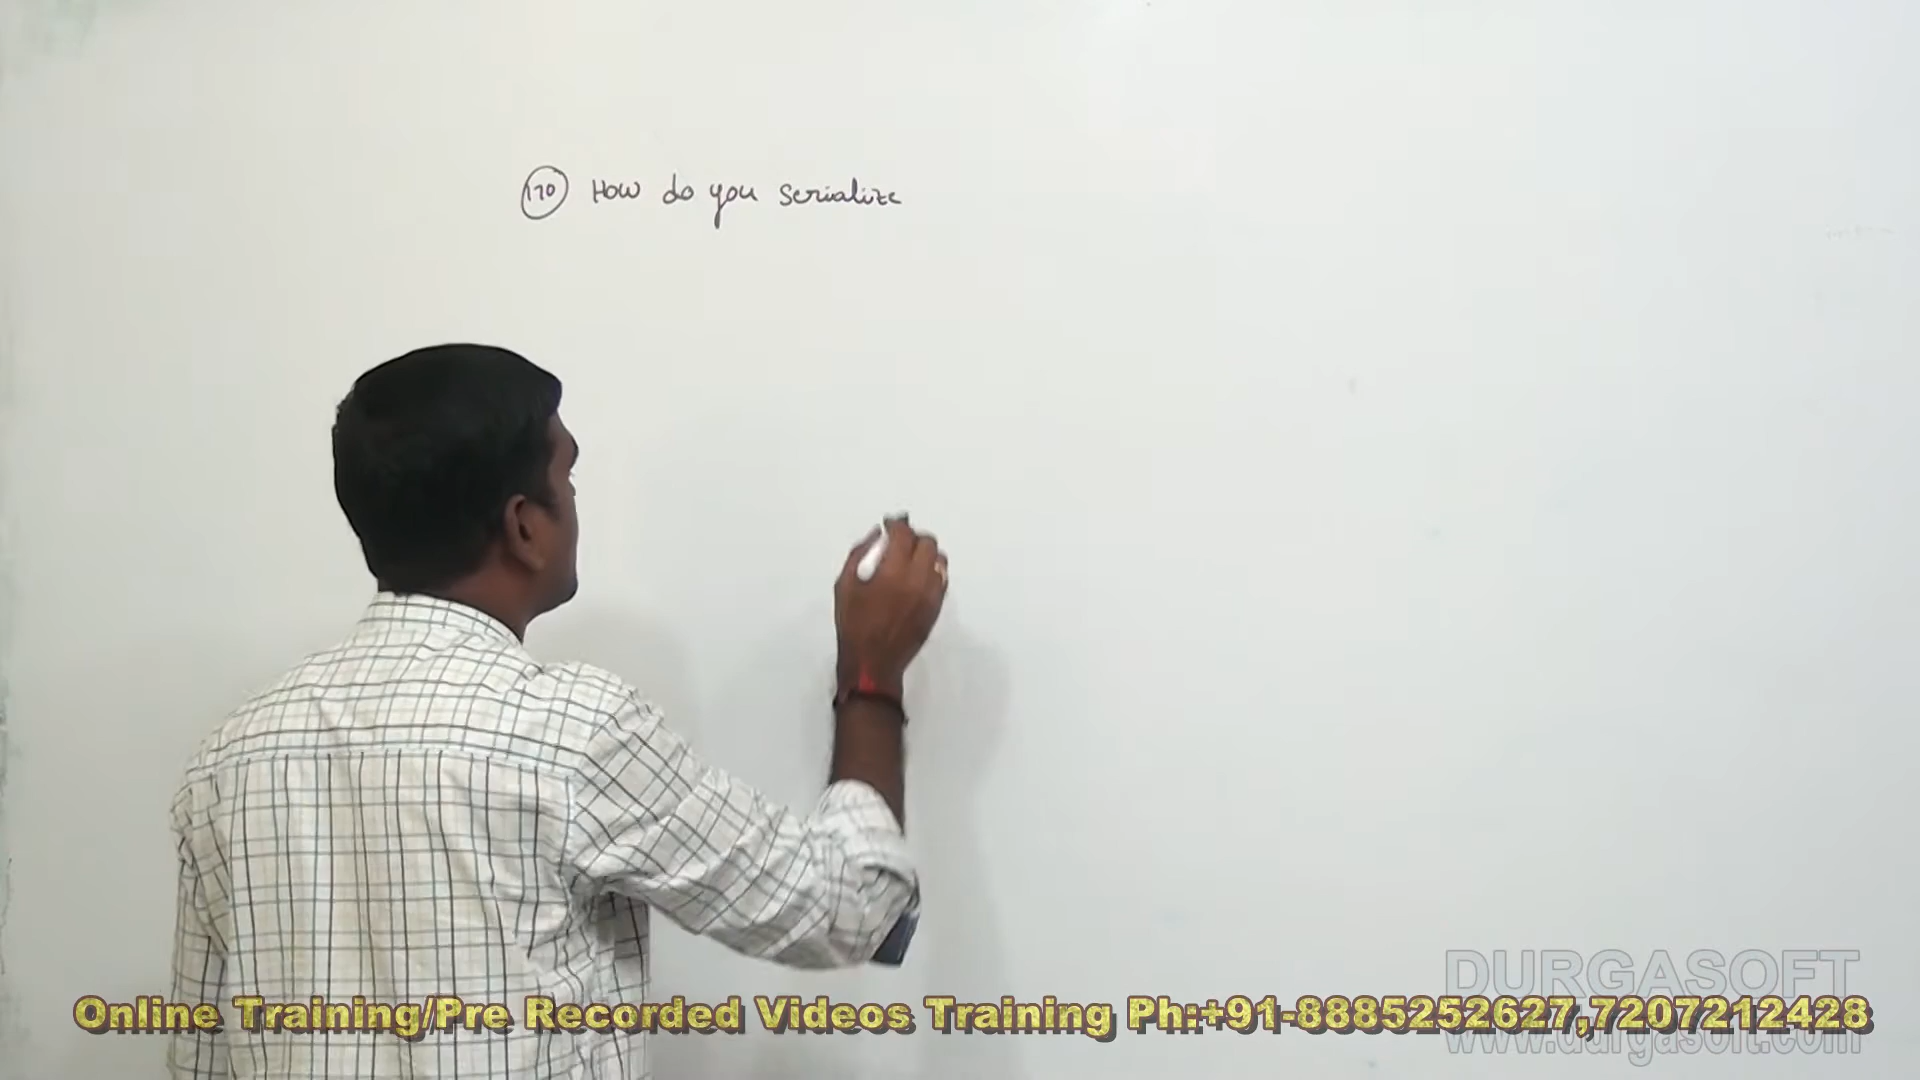 170 How do you serialize
DURGASOFT
Online Training/Pre Recorded Videos Training Ph:+91-8885252627,7207212428
www.durgasoft.com